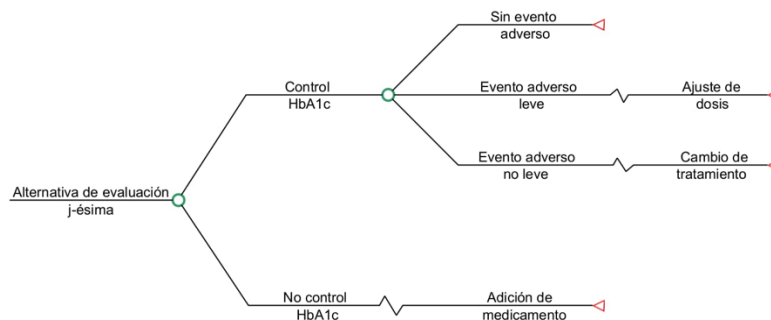 Sin evento
adverso
Control
HbA1c
Evento adverso
leve
Ajuste de
dosis
Evento adverso
no leve
Cambio de
tratamiento
Alternativa de evaluación
j-ésima
No control
HbA1c
Adición de
medicamento